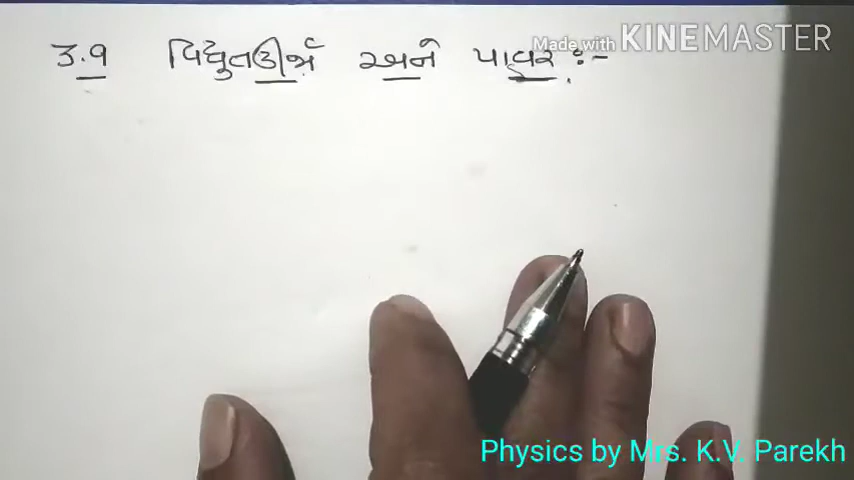 ૩.૧ વિદ્યુતઊર્જા અને પાવર :-
Made with KINEMASTER
Physics by Mrs. K.V. Parekh